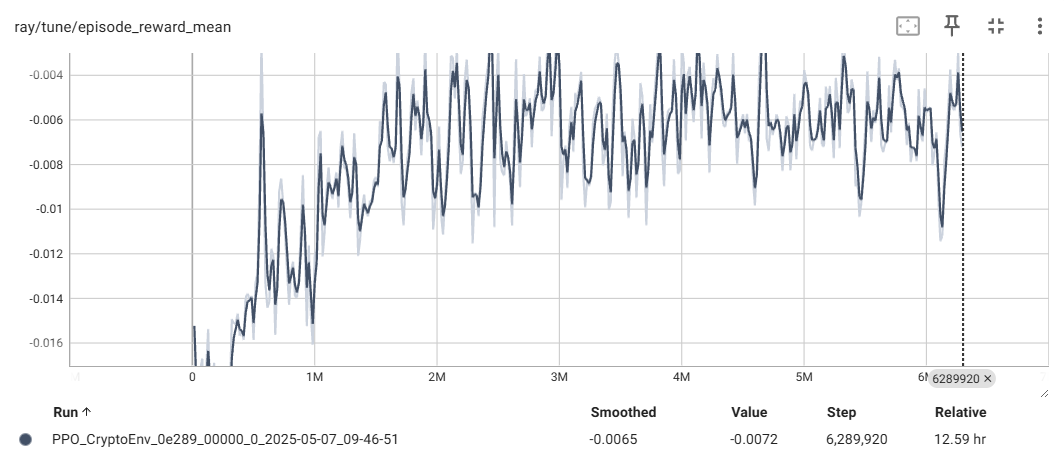 ray/tune/episode_reward_mean
-0.004
-0.006
-0.008
-0.01
-0.012
-0.014
-0.016
0 1M 2M 3M 4M 5M 6M 6289920 ✕
Run ↑ Smoothed Value Step Relative
PPO_CryptoEnv_0e289_00000_0_2025-05-07_09-46-51 -0.0065 -0.0072 6,289,920 12.59 hr